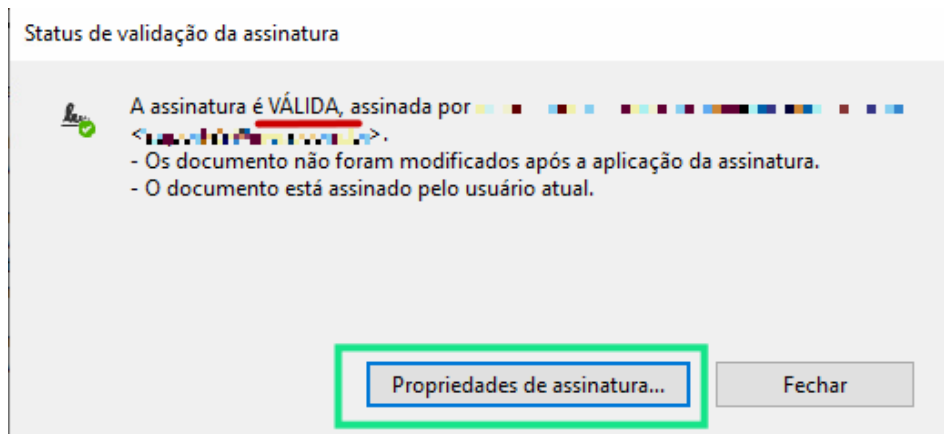 Status de validação da assinatura
A assinatura é VÁLIDA, assinada por
< >.
- Os documento não foram modificados após a aplicação da assinatura.
- O documento está assinado pelo usuário atual.
Propriedades de assinatura...
Fechar